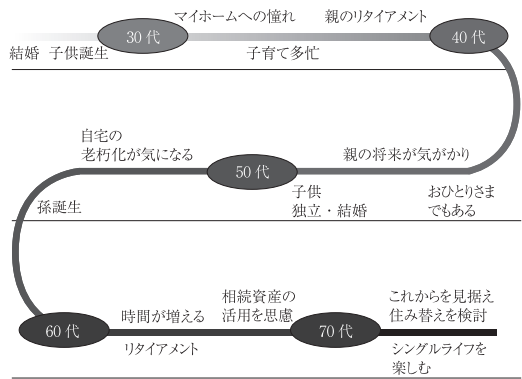 マイホームへの憧れ
親のリタイアメント
30代
40代
結婚 子供誕生
子育て多忙
自宅の
老朽化が気になる
親の将来が気がかり
50代
子供
独立・結婚
おひとりさま
でもある
孫誕生
相続資産の
活用を思慮
これからを見据え
住み替えを検討
時間が増える
60代
70代
リタイアメント
シングルライフを
楽しむ